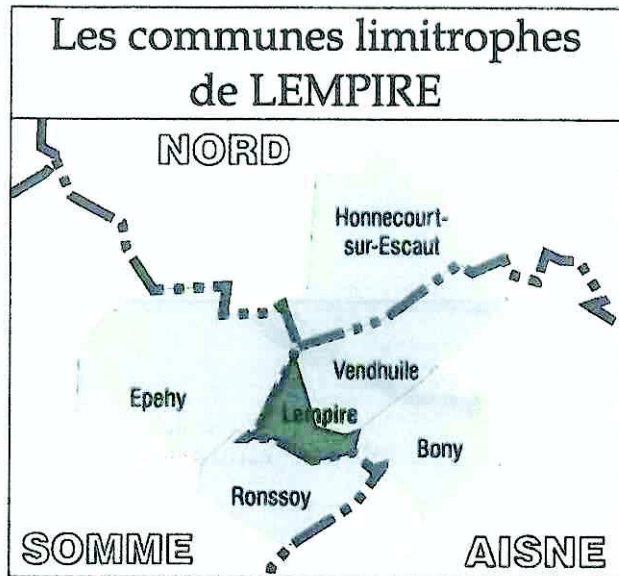 Les communes limitrophes
de LEMPIRE
NORD
Honnecourt-
sur-Escaut
Vendhuile
Epehy
Lempire
Bony
Ronssoy
SOMME
AISNE